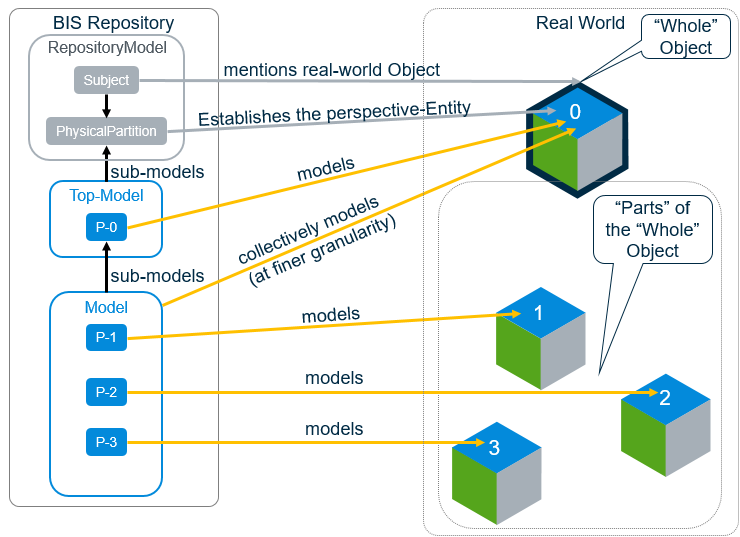 BIS Repository
RepositoryModel
Subject
PhysicalPartition
sub-models
Top-Model
P-0
sub-models
Model
P-1
P-2
P-3
mentions real-world Object
Establishes the perspective-Entity
models
collectively models
(at finer granularity)
models
models
models
Real World
“Whole”
Object
0
“Parts” of
the “Whole”
Object
1
2
3